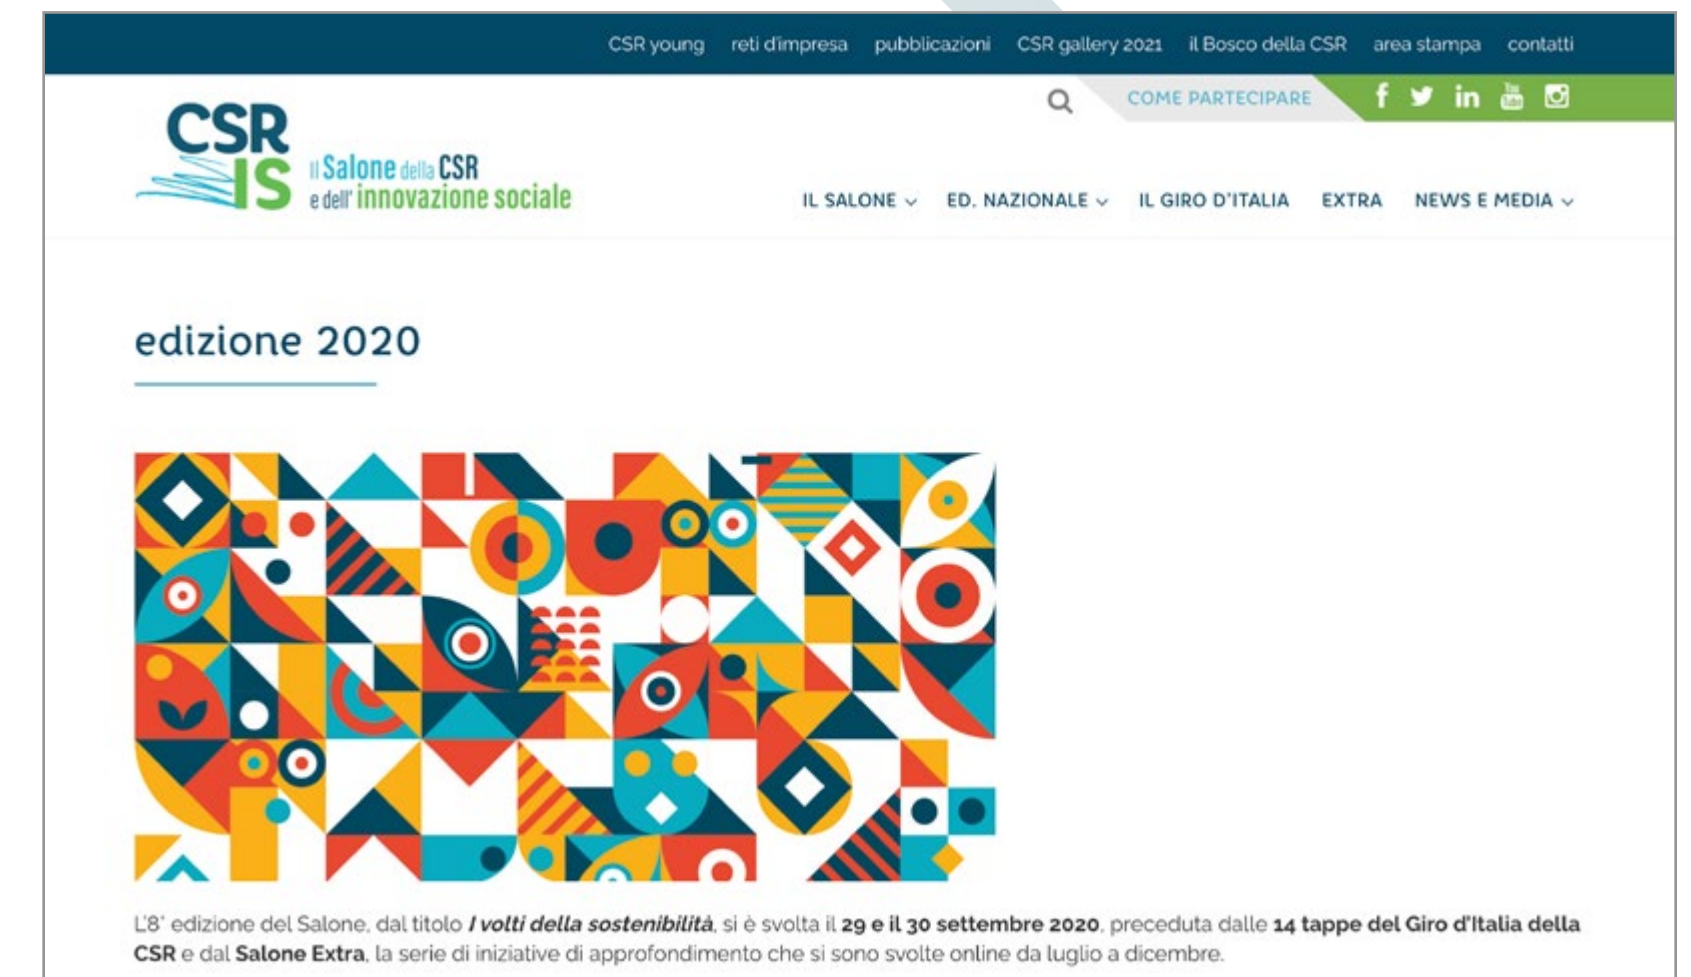 CSR young reti d'impresa pubblicazioni CSR gallery 2021 il Bosco della CSR area stampa contatti
COME PARTECIPARE
CSR
IS
Il Salone della CSR
e dell' innovazione sociale
IL SALONE ED. NAZIONALE IL GIRO D'ITALIA EXTRA NEWS E MEDIA
edizione 2020
L'8° edizione del Salone, dal titolo I volti della sostenibilità, si è svolta il 29 e il 30 settembre 2020, preceduta dalle 14 tappe del Giro d'Italia della
CSR e dal Salone Extra, la serie di iniziative di approfondimento che si sono svolte online da luglio a dicembre.